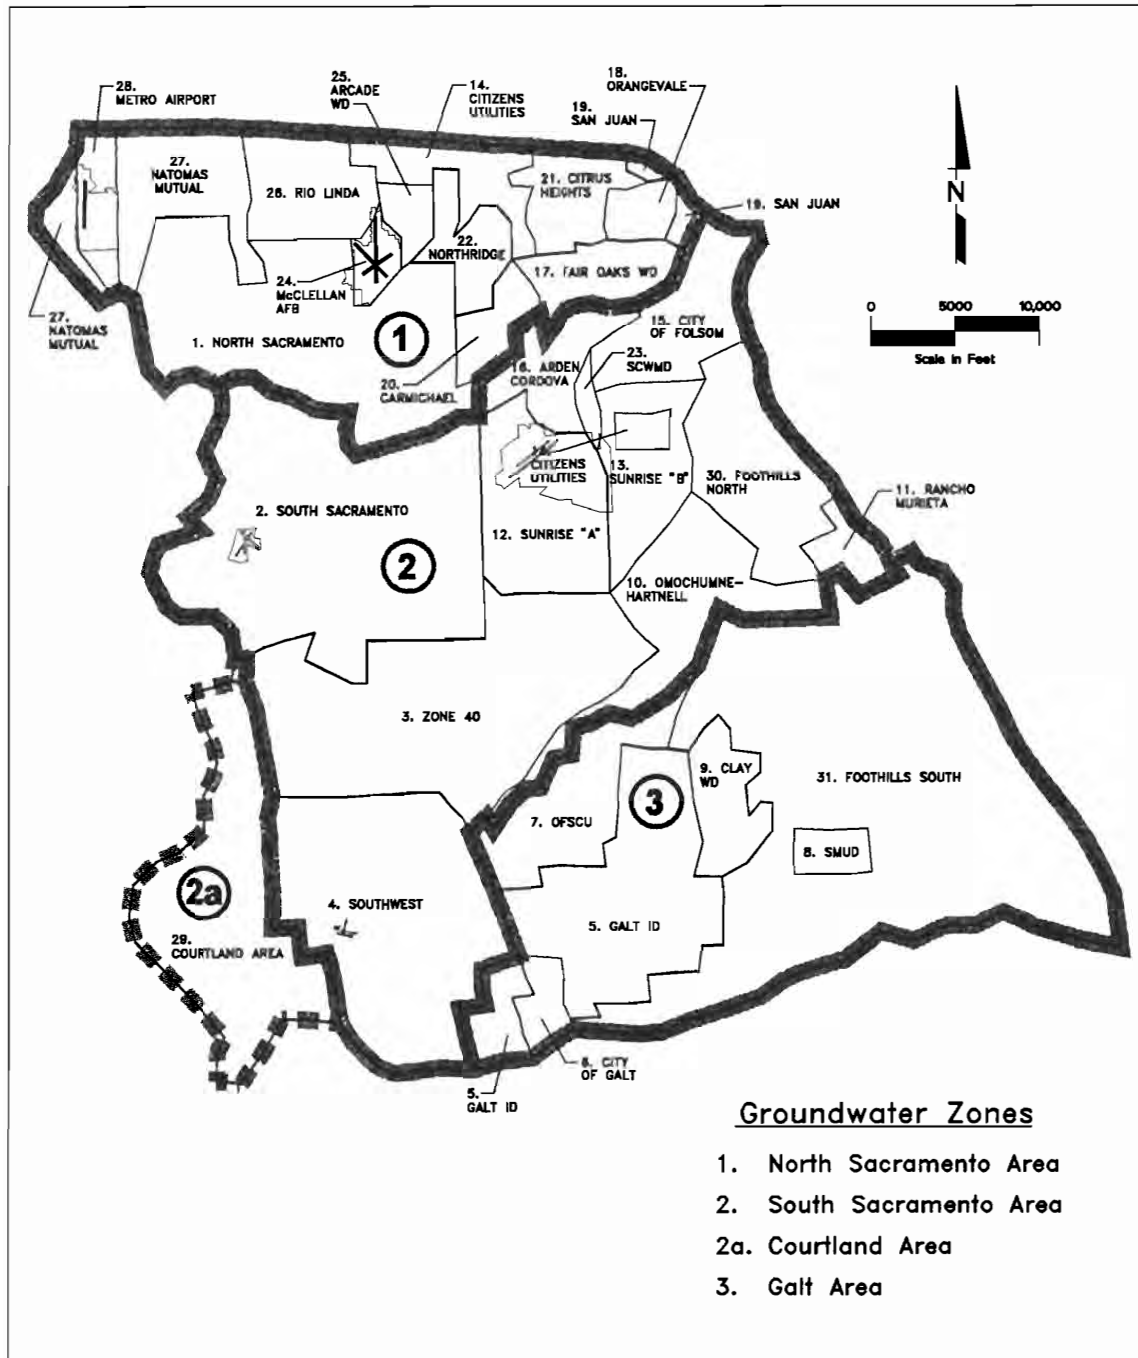 28.
METRO AIRPORT
25.
ARCADE
WD
14.
CITIZENS
UTILITIES
18.
ORANGEVALE
19.
SAN JUAN
27.
NATOMAS
MUTUAL
26. RIO LINDA
21. CITRUS
HEIGHTS
19. SAN JUAN
N
22.
NORTHRIDGE
17. FAIR OAKS WD
24.
McCLELLAN
AFB
27.
NATOMAS
MUTUAL
1. NORTH SACRAMENTO
1
15. CITY
OF FOLSOM
0 5000 10,000
Scale in Feet
23.
SCWMD
16. ARDEN
CORDOVA
20.
CARMICHAEL
14.
CITIZENS
UTILITIES
13.
SUNRISE "B"
30. FOOTHILLS
NORTH
11. RANCHO
MURIETA
2. SOUTH SACRAMENTO
12. SUNRISE "A"
2
10. OMOCHUMNE-
HARTNELL
3. ZONE 40
9. CLAY
WD
31. FOOTHILLS SOUTH
3
7. OFSCU
8. SMUD
2a
4. SOUTHWEST
5. GALT ID
29.
COURTLAND AREA
6. CITY
OF GALT
5.
GALT ID
Groundwater Zones
1. North Sacramento Area
2. South Sacramento Area
2a. Courtland Area
3. Galt Area